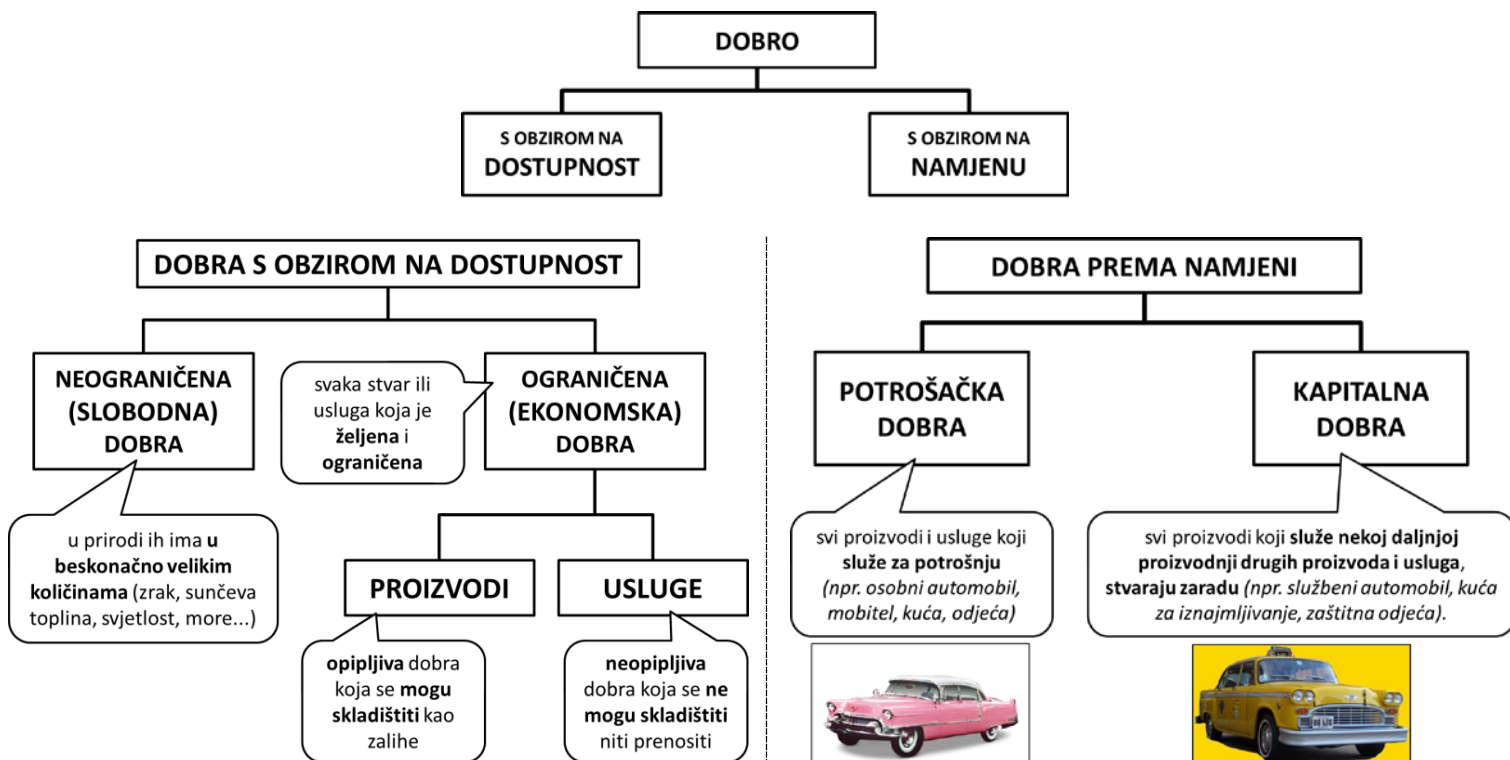 DOBRO
S OBZIROM NA
DOSTUPNOST
S OBZIROM NA
NAMJENU
DOBRA S OBZIROM NA DOSTUPNOST
NEOGRANIČENA
(SLOBODNA)
DOBRA
svaka stvar ili
usluga koja je
željena i
ograničena
OGRANIČENA
(EKONOMSKA)
DOBRA
u prirodi ih ima u
beskonačno velikim
količinama (zrak, sunčeva
toplina, svjetlost, more...)
PROIZVODI
USLUGE
opipljiva dobra
koja se mogu
skladištiti kao
zalihe
neopipljiva
dobra koja se ne
mogu skladištiti
niti prenositi
DOBRA PREMA NAMJENI
POTROŠAČKA
DOBRA
KAPITALNA
DOBRA
svi proizvodi i usluge koji
služe za potrošnju
(npr. osobni automobil,
mobitel, kuća, odjeća)
svi proizvodi koji služe nekoj daljnjoj
proizvodnji drugih proizvoda i usluga,
stvaraju zaradu (npr. službeni automobil, kuća
za iznajmljivanje, zaštitna odjeća).